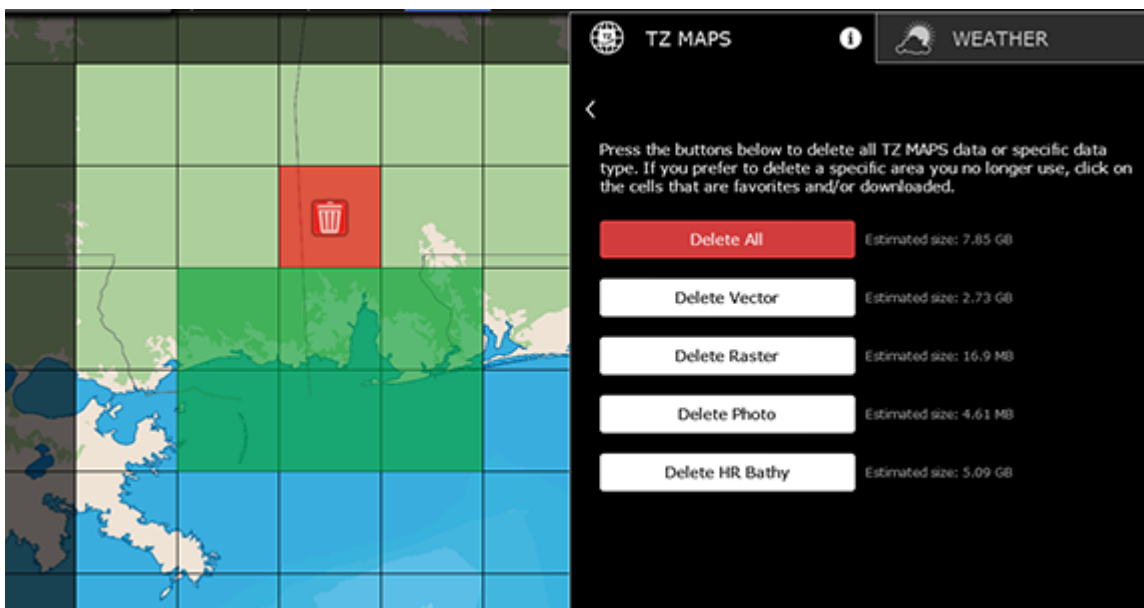 TZ MAPS
WEATHER
Press the buttons below to delete all TZ MAPS data or specific data
type. If you prefer to delete a specific area you no longer use, click on
the cells that are favorites and/or downloaded.
Delete All Estimated size: 7.85 GB
Delete Vector Estimated size: 2.73 GB
Delete Raster Estimated size: 16.9 MB
Delete Photo Estimated size: 4.61 MB
Delete HR Bathy Estimated size: 5.09 GB